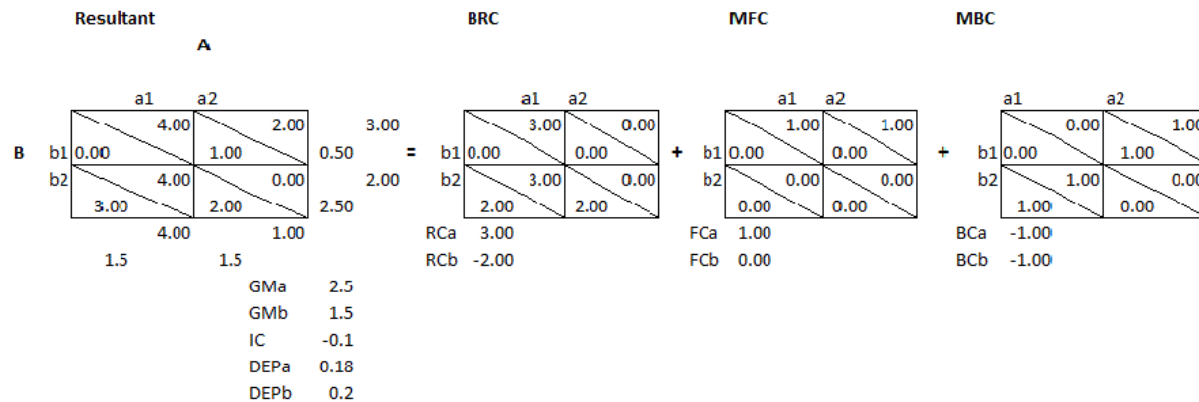 Resultant BRC MFC MBC
A
a1 a2 a1 a2 a1 a2 a1 a2
4.00 2.00 3.00 3.00 0.00 1.00 1.00 0.00 1.00
B b1 0.00 1.00 0.50 = b1 0.00 0.00 + b1 0.00 0.00 + b1 0.00 1.00
b2 4.00 0.00 2.00 b2 3.00 0.00 b2 0.00 0.00 b2 1.00 0.00
3.00 2.00 2.50 2.00 2.00 0.00 0.00 1.00 0.00
4.00 1.00 RCa 3.00 FCa 1.00 BCa -1.00
1.5 1.5 RCb -2.00 FCb 0.00 BCb -1.00
GMa 2.5
GMb 1.5
IC -0.1
DEPa 0.18
DEPb 0.2